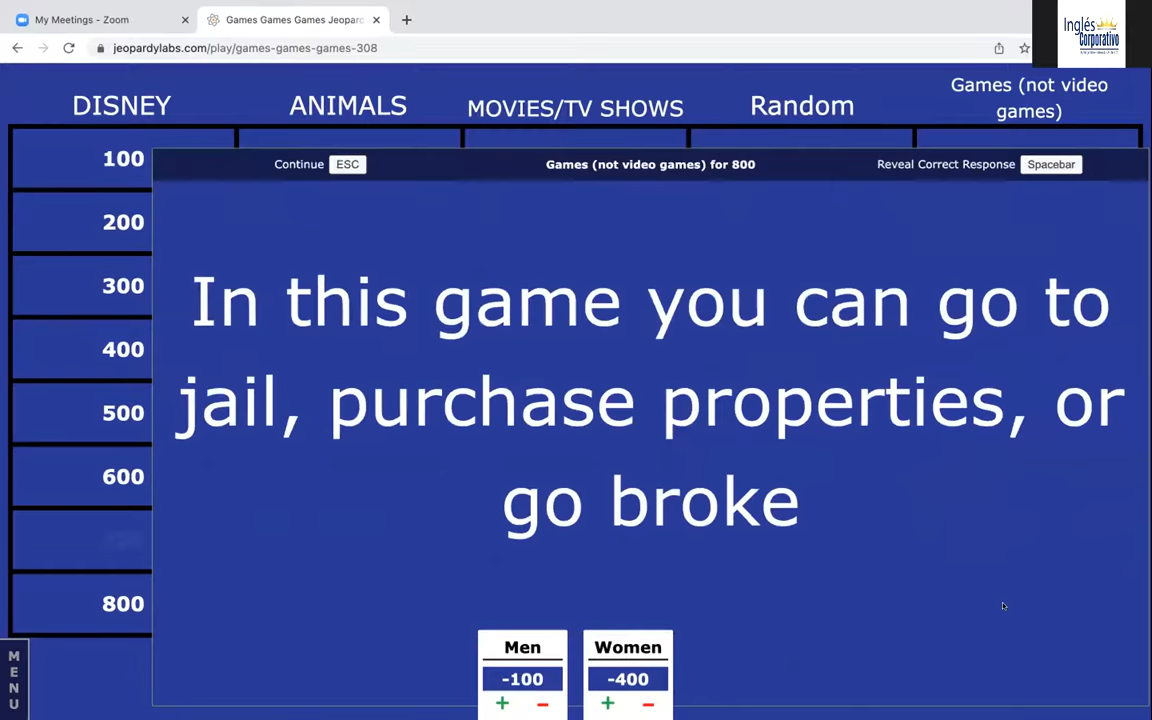 My Meetings - Zoom
Games Games Games Jeopard
jeopardylabs.com/play/games-games-games-308
Inglés
Corporativo
DISNEY
ANIMALS
MOVIES/TV SHOWS
Random
Games (not video
games)
100
200
300
400
500
600
800
Continue ESC
Games (not video games) for 800
Reveal Correct Response Spacebar
In this game you can go to
jail, purchase properties, or
go broke
Men
-100
+ −
Women
-400
+ −
MENU